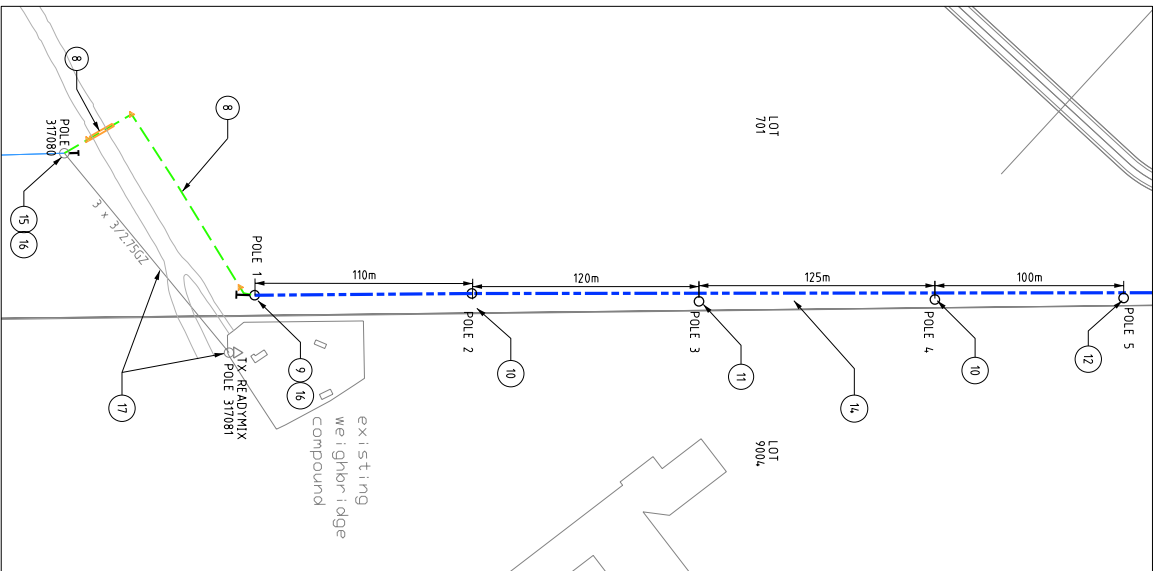 8
8
LOT
701
POLE
317080
15
16
3 x 3/2.75GZ
POLE 1
110m
120m
125m
100m
POLE 2
POLE 3
POLE 4
POLE 5
9
16
10
11
14
10
12
17
TX READYMIX
POLE 317081
existing
weighbridge
compound
LOT
9004